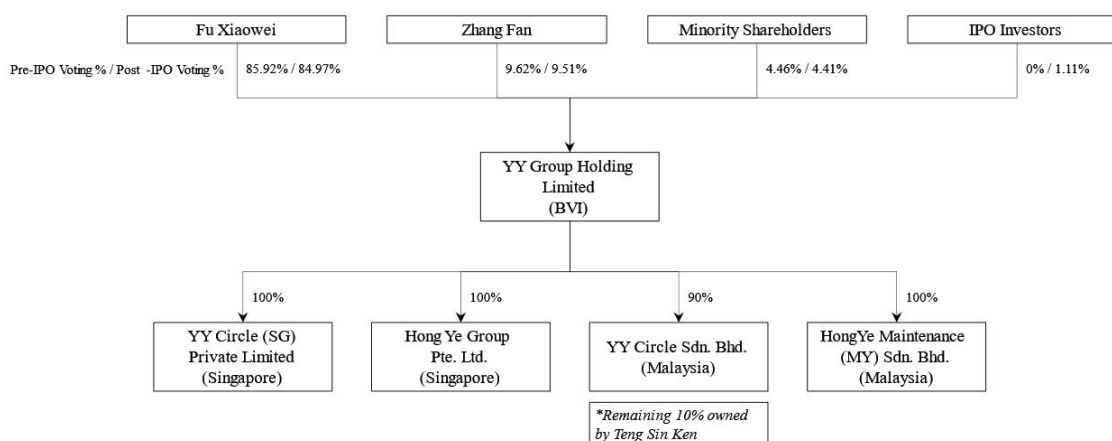 Fu Xiaowei
Zhang Fan
Minority Shareholders
IPO Investors
Pre-IPO Voting % / Post -IPO Voting %
85.92% / 84.97%
9.62% / 9.51%
4.46% / 4.41%
0% / 1.11%
YY Group Holding
Limited
(BVI)
100%
100%
90%
100%
YY Circle (SG)
Private Limited
(Singapore)
Hong Ye Group
Pte. Ltd.
(Singapore)
YY Circle Sdn. Bhd.
(Malaysia)
HongYe Maintenance
(MY) Sdn. Bhd.
(Malaysia)
*Remaining 10% owned
by Teng Sin Ken